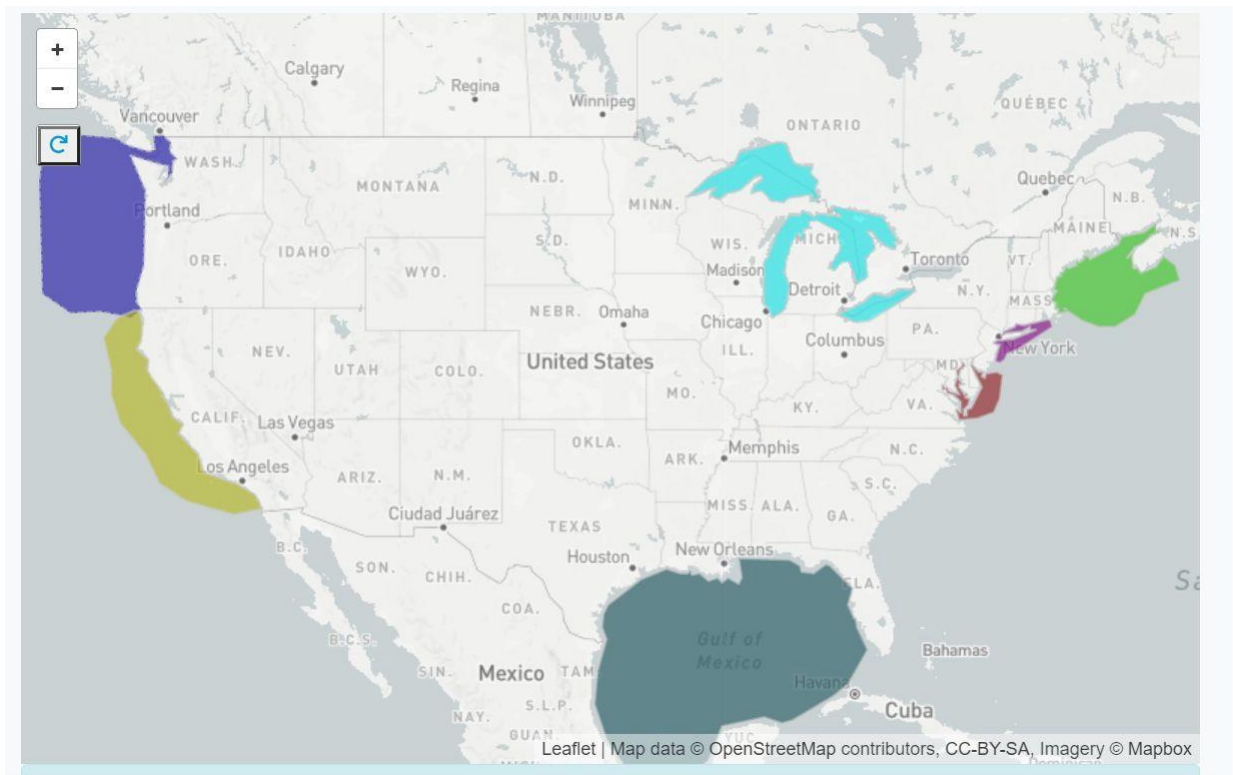 MANITOBA
+
Calgary
Regina
−
Winnipeg
QUÉBEC
Vancouver
ONTARIO
WASH.
Quebec
MONTANA
N.D.
N.B.
MINN.
Portland
MAINE
N.S.
S.D.
WIS.
MICH
IDAHO
ORE.
Toronto
VT.
WYO.
Madison
Detroit
N.Y.
MASS
NEBR.
Omaha
Chicago
PA.
Columbus
New York
ILL.
NEV.
United States
UTAH
COLO.
MD
MO.
KY.
VA.
CALIF.
Las Vegas
OKLA.
Memphis
N.C.
ARK.
Los Angeles
ARIZ.
N.M.
S.C.
MISS.
ALA.
GA.
Ciudad Juárez
TEXAS
B.C.
Houston
New Orleans
SON.
CHIH.
FLA.
COA.
B.C.S.
Gulf of
Mexico
Bahamas
SIN.
Mexico
TAM
Havana
Cuba
S.L.P.
NAY.
GUAN.
YUC.
Leaflet | Map data © OpenStreetMap contributors, CC-BY-SA, Imagery © Mapbox